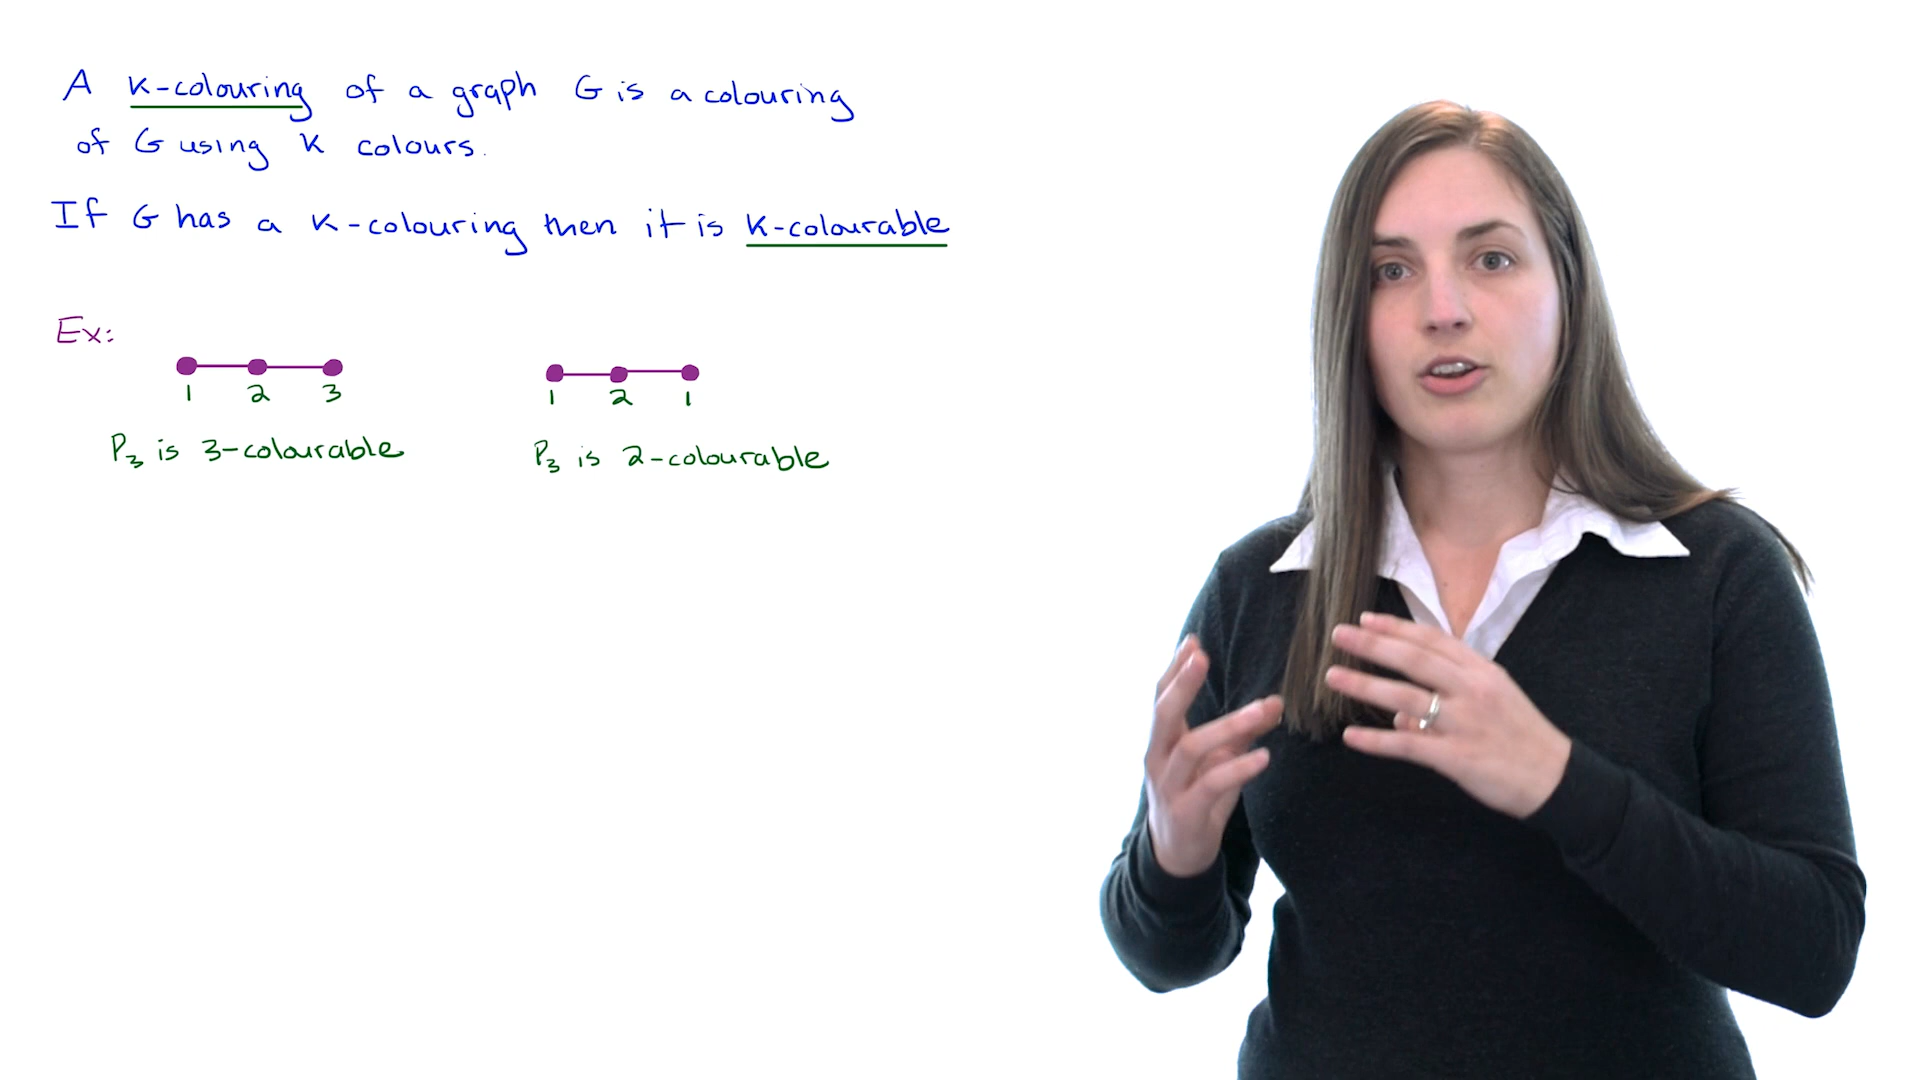 A K-colouring of a graph G is a colouring
of G using K colours.
If G has a K-colouring then it is K-colourable
Ex:
1 2 3
1 2 1
P₃ is 3-colourable
P₃ is 2-colourable